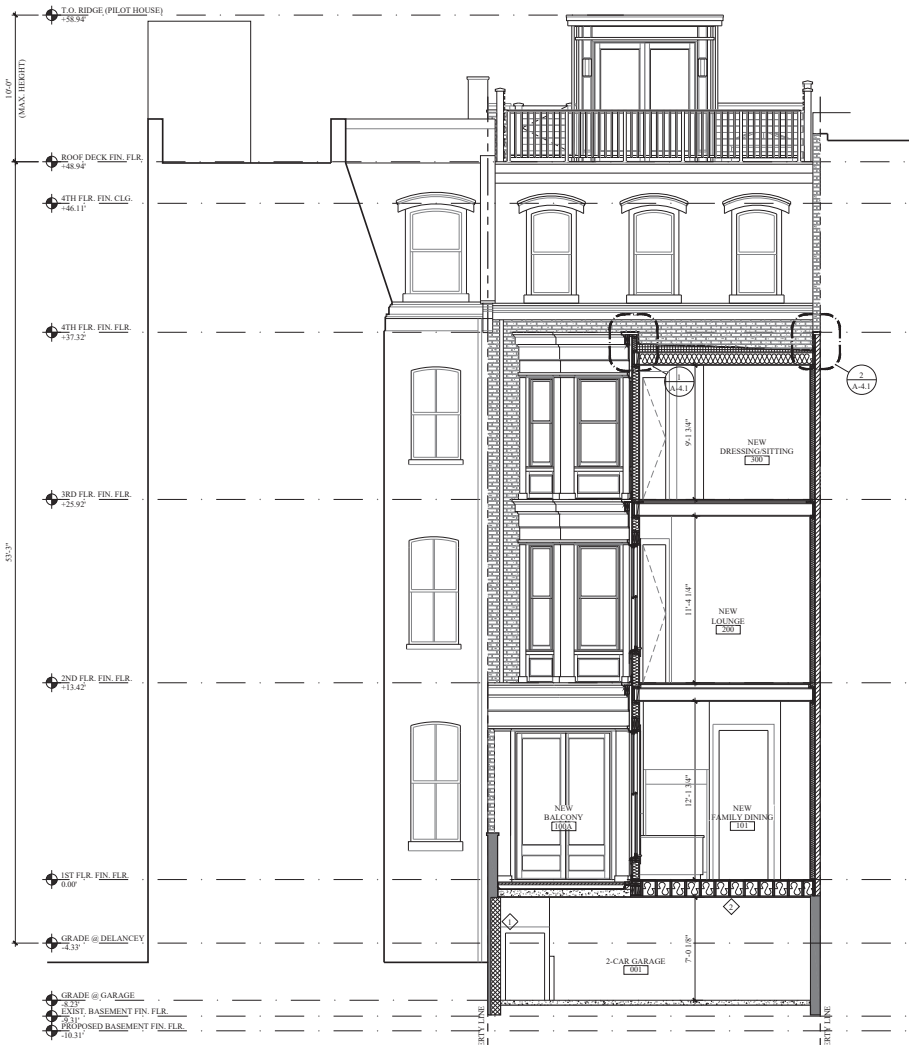 T.O. RIDGE (PILOT HOUSE)
+58.94'
10'-0"
(MAX. HEIGHT)
ROOF DECK FIN. FLR.
+48.94'
4TH FLR. FIN. CLG.
+46.11'
4TH FLR. FIN. FLR.
+37.32'
1
A-4.1
2
A-4.1
9'-1 3/4"
NEW
DRESSING/SITTING
300
3RD FLR. FIN. FLR.
+25.92'
53'-3"
11'-4 1/4"
NEW
LOUNGE
200
2ND FLR. FIN. FLR.
+13.42'
12'-1 3/4"
NEW
BALCONY
100A
NEW
FAMILY DINING
101
1ST FLR. FIN. FLR.
0.00'
1
2
GRADE @ DELANCEY
-4.33'
7'-0 1/8"
2-CAR GARAGE
001
GRADE @ GARAGE
-8.23'
EXIST. BASEMENT FIN. FLR.
-9.31'
PROPOSED BASEMENT FIN. FLR.
-10.31'
ERTY LINE
ERTY LINE